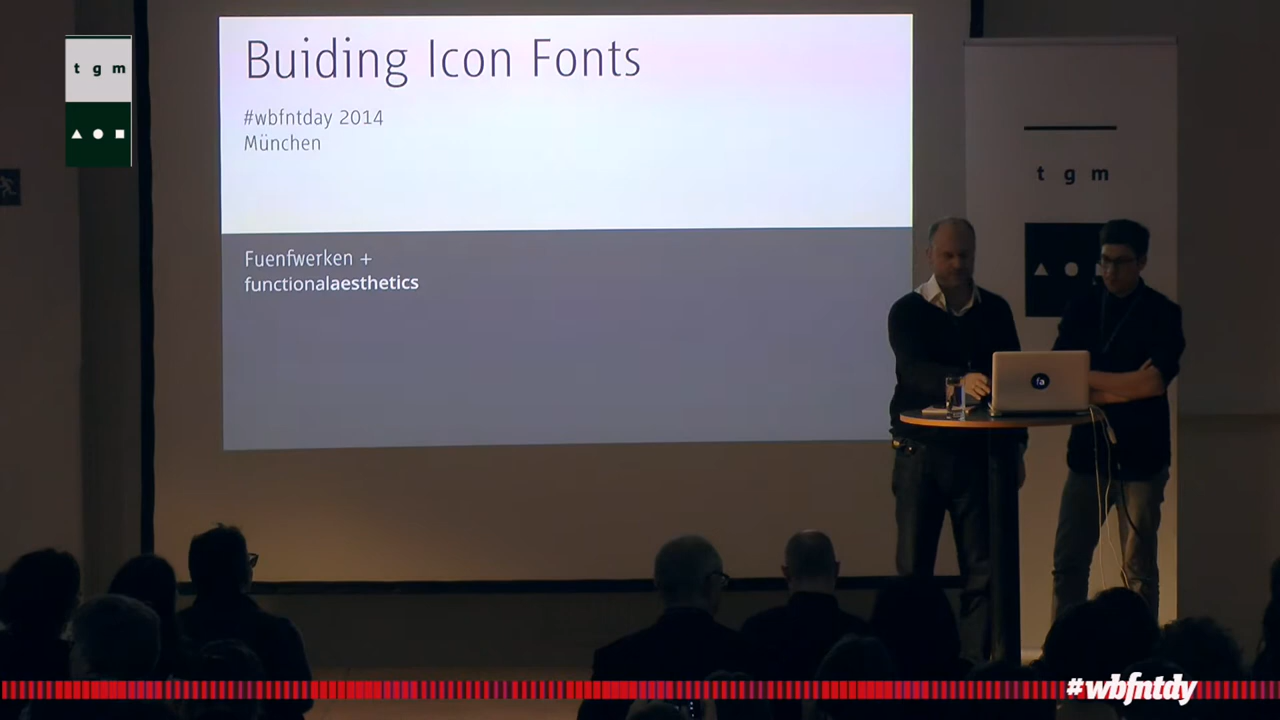 t g m
Buiding Icon Fonts
#wbfntday 2014
München
Fuenfwerken +
functionalaesthetics
t g m
fa
#wbfntdy